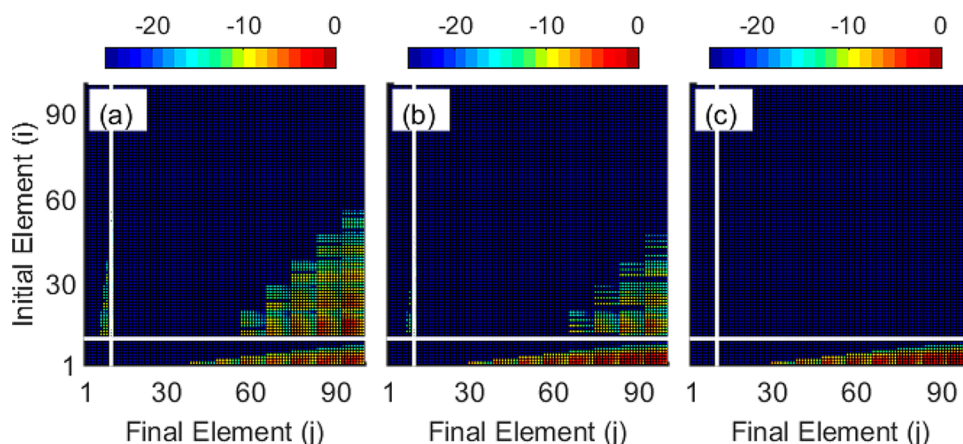 -20 -10 0 -20 -10 0 -20 -10 0
(a) (b) (c)
90
60
30
1
Initial Element (i)
1 30 60 90 1 30 60 90 1 30 60 90
Final Element (j) Final Element (j) Final Element (j)